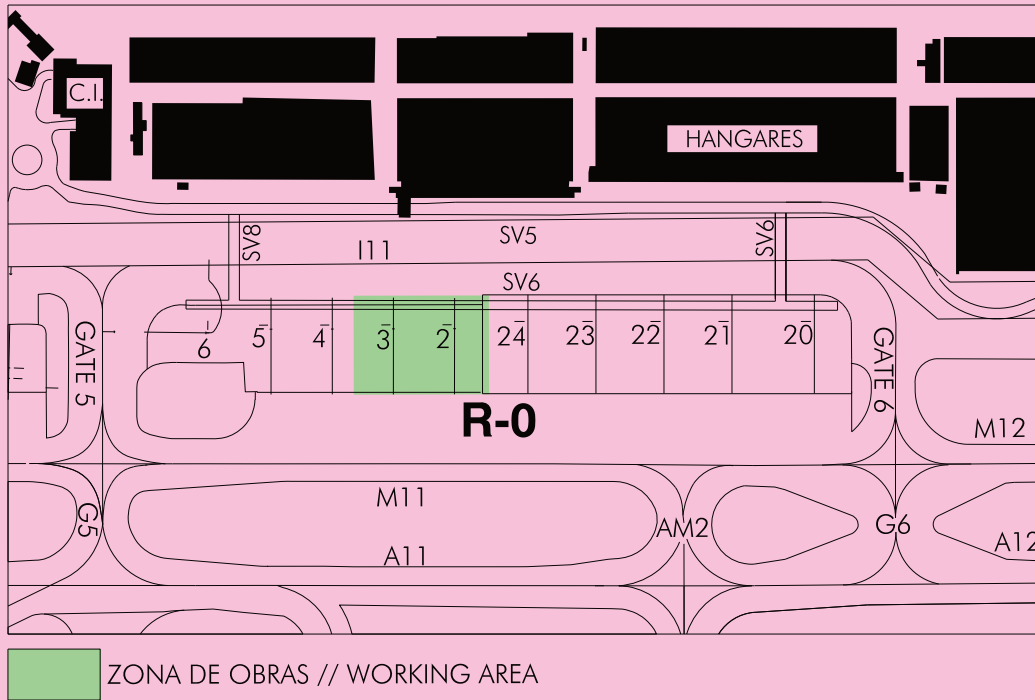 C.I.
HANGARES
SV8
I11
SV5
SV6
SV6
6
5
4
3
2
24
23
22
21
20
GATE 5
GATE 6
R-0
M12
M11
G5
AM2
G6
A11
A12
ZONA DE OBRAS // WORKING AREA